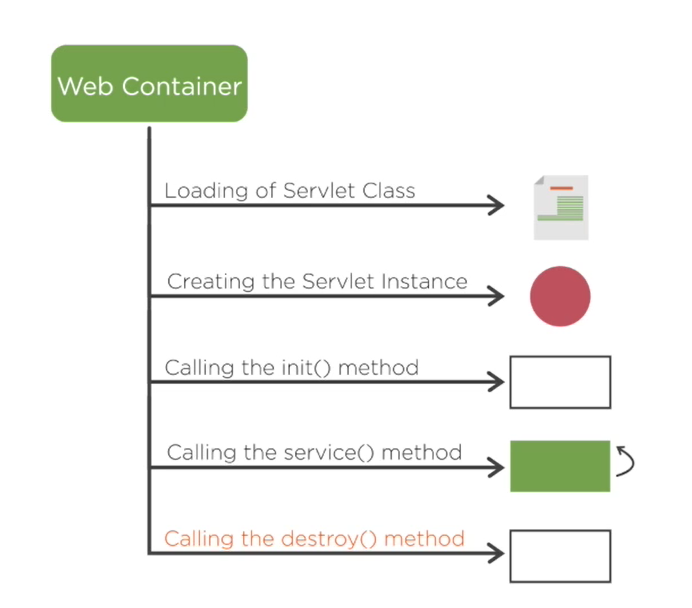 Web Container
Loading of Servlet Class
Creating the Servlet Instance
Calling the init() method
Calling the service() method
Calling the destroy() method